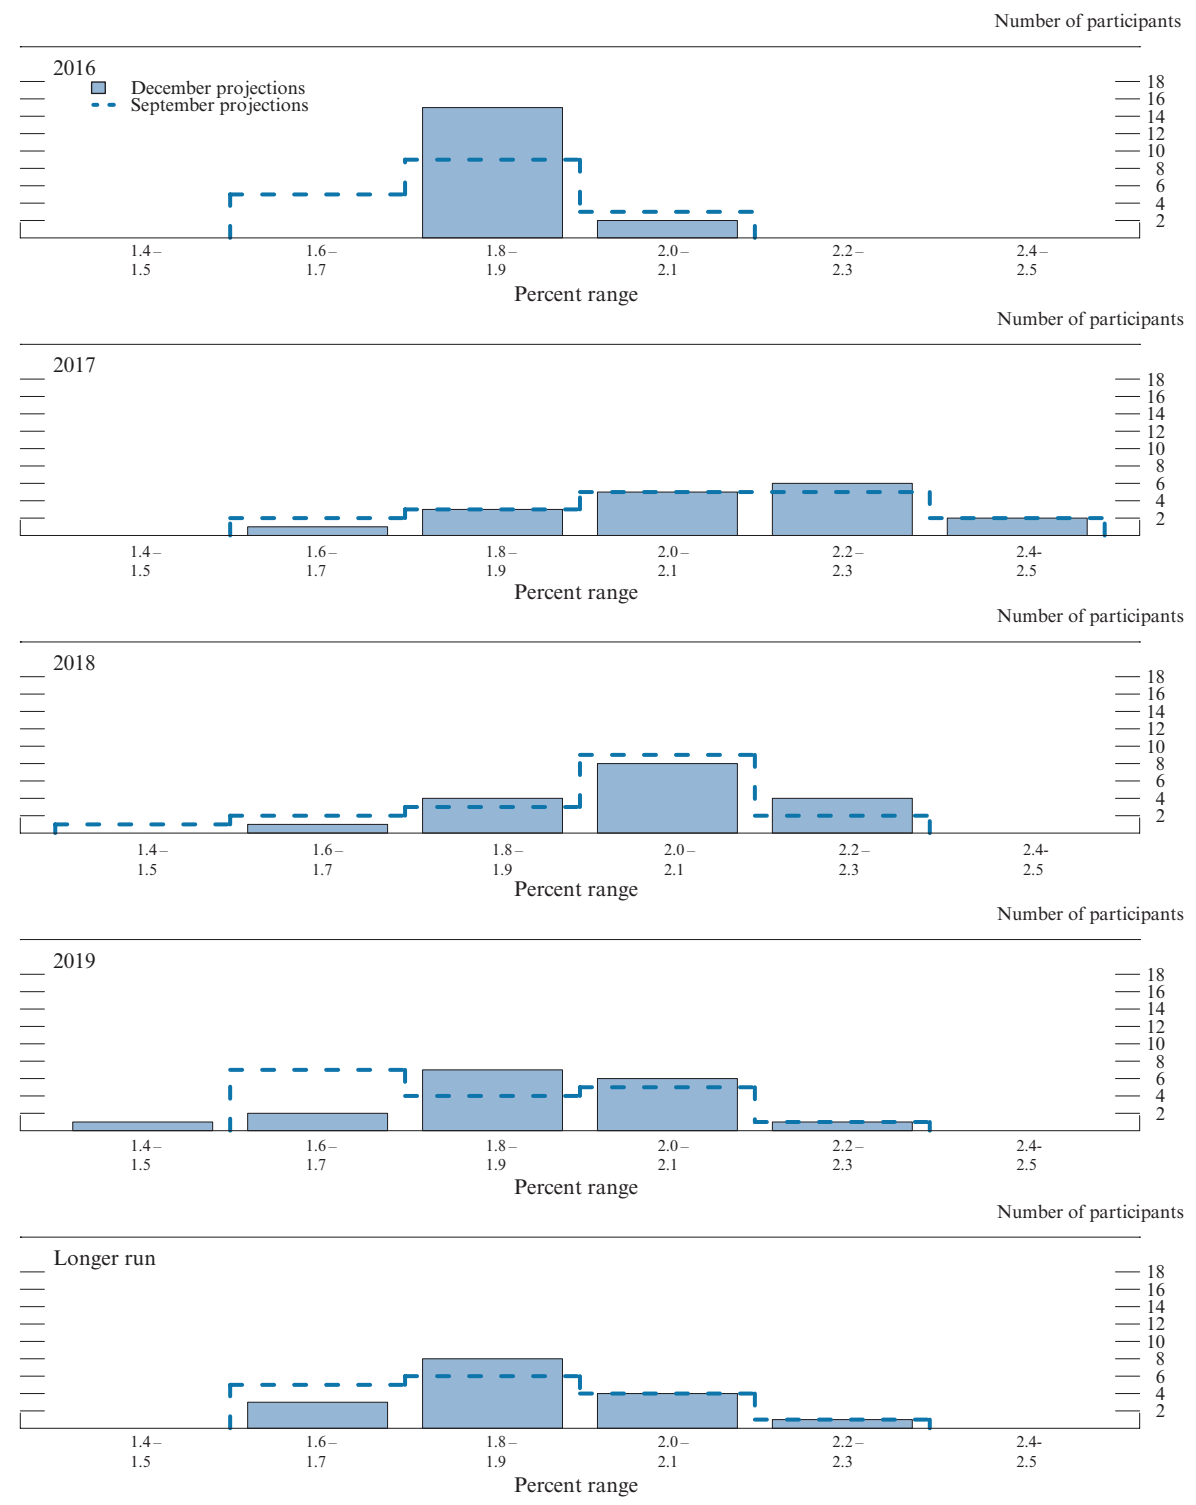 Number of participants
2016
December projections
September projections
18
16
14
12
10
8
6
4
2
1.4 – 1.6 – 1.8 – 2.0 – 2.2 – 2.4 –
1.5 1.7 1.9 2.1 2.3 2.5
Percent range
Number of participants
2017
18
16
14
12
10
8
6
4
2
1.4 – 1.6 – 1.8 – 2.0 – 2.2 – 2.4-
1.5 1.7 1.9 2.1 2.3 2.5
Percent range
Number of participants
2018
18
16
14
12
10
8
6
4
2
1.4 – 1.6 – 1.8 – 2.0 – 2.2 – 2.4-
1.5 1.7 1.9 2.1 2.3 2.5
Percent range
Number of participants
2019
18
16
14
12
10
8
6
4
2
1.4 – 1.6 – 1.8 – 2.0 – 2.2 – 2.4-
1.5 1.7 1.9 2.1 2.3 2.5
Percent range
Number of participants
Longer run
18
16
14
12
10
8
6
4
2
1.4 – 1.6 – 1.8 – 2.0 – 2.2 – 2.4-
1.5 1.7 1.9 2.1 2.3 2.5
Percent range